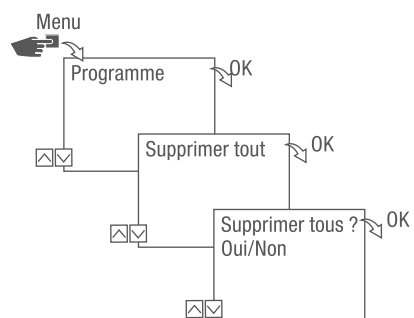 Menu
Programme
OK
Supprimer tout
OK
Supprimer tous ?
OK
Oui/Non